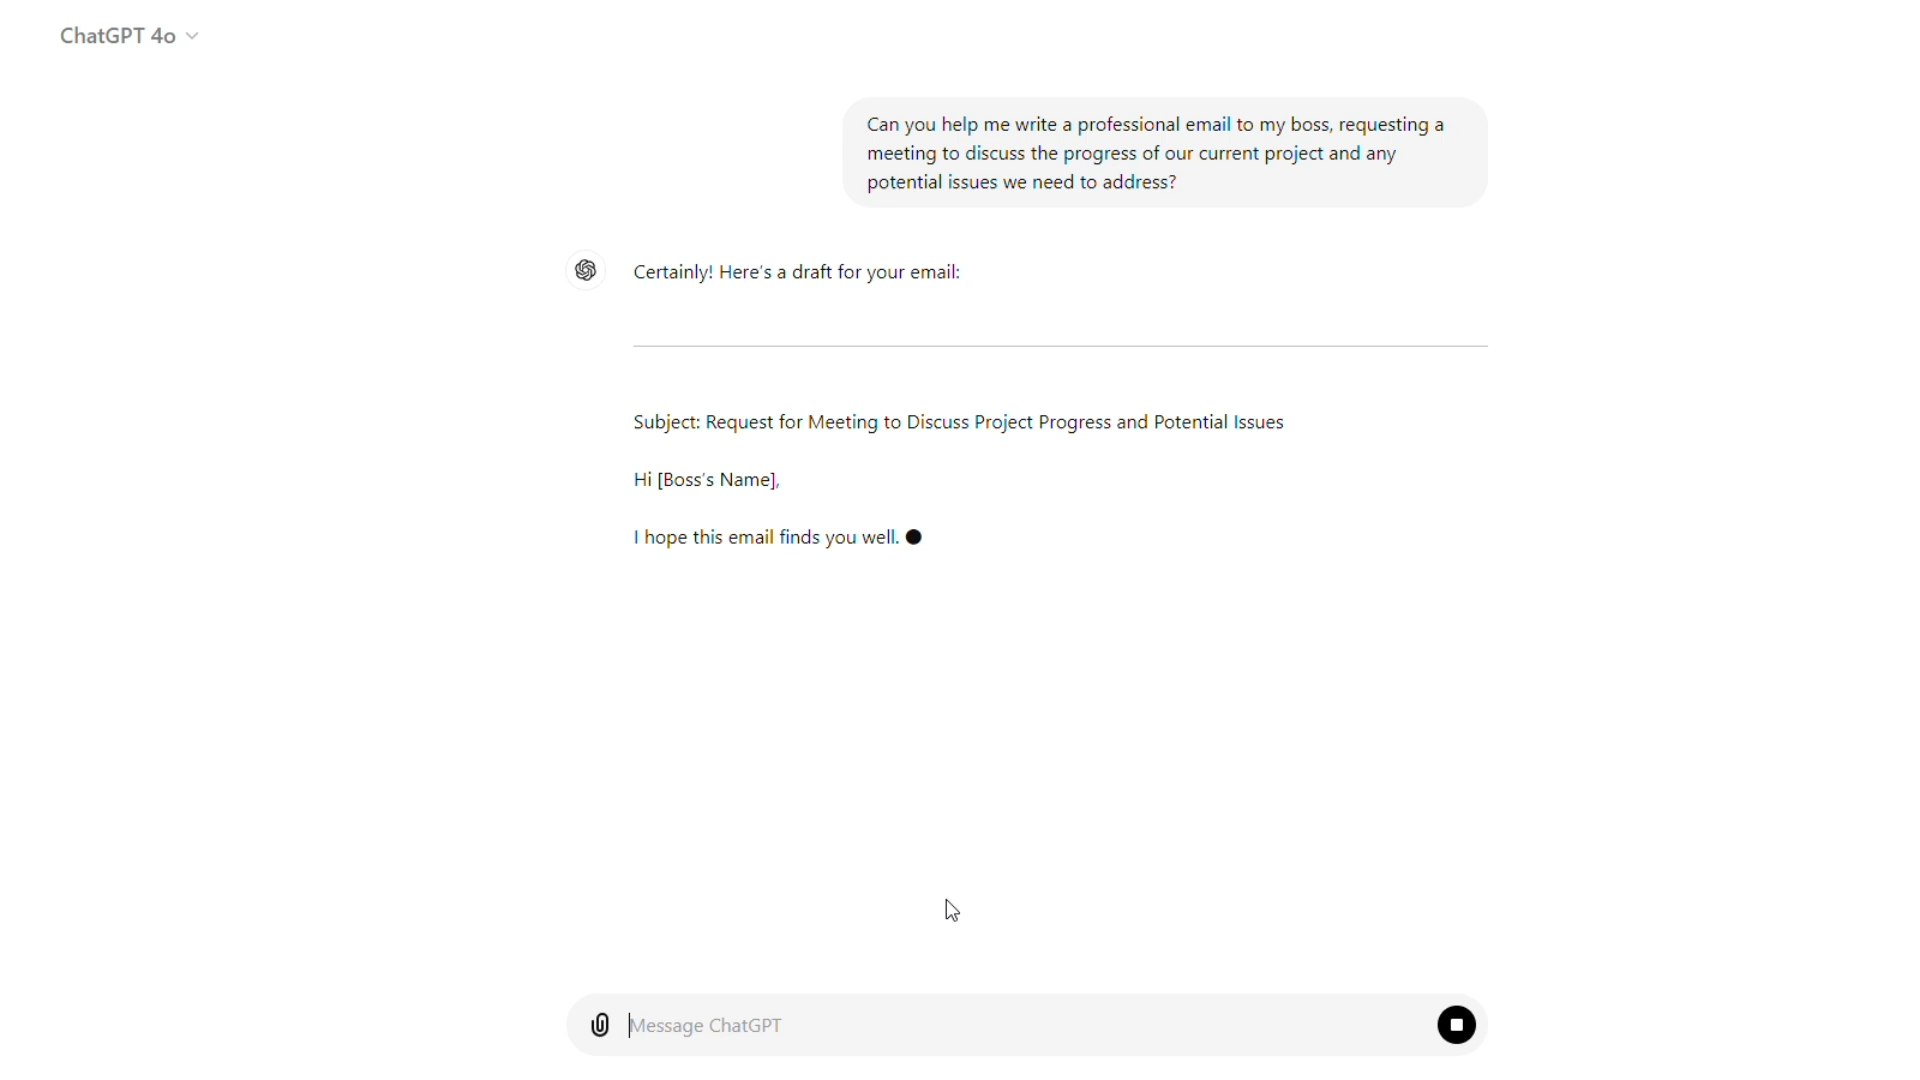 ChatGPT 4o
Can you help me write a professional email to my boss, requesting a
meeting to discuss the progress of our current project and any
potential issues we need to address?
Certainly! Here's a draft for your email:
Subject: Request for Meeting to Discuss Project Progress and Potential Issues
Hi [Boss's Name],
I hope this email finds you well.
Message ChatGPT